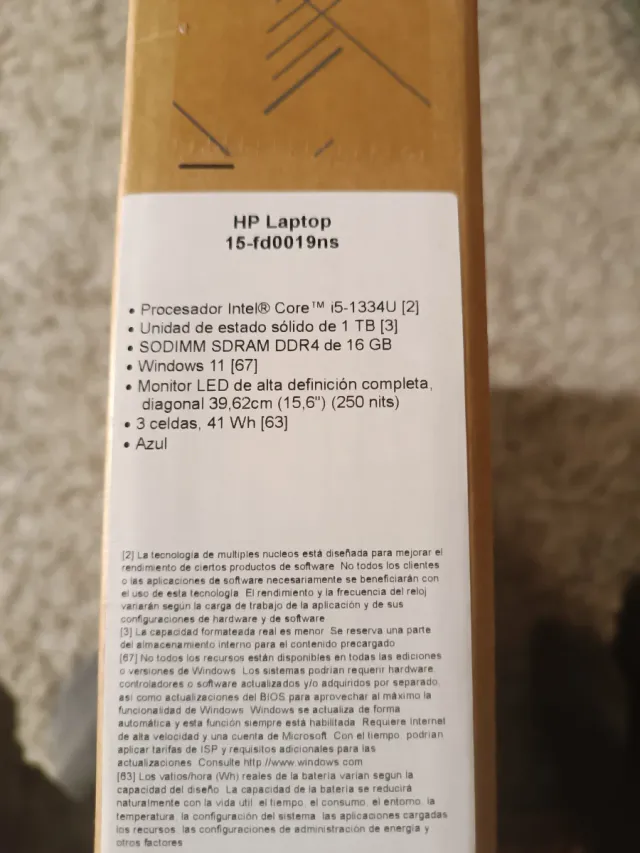 HP Laptop
15-fd0019ns
• Procesador Intel® Core™ i5-1334U [2]
• Unidad de estado sólido de 1 TB [3]
• SODIMM SDRAM DDR4 de 16 GB
• Windows 11 [67]
• Monitor LED de alta definición completa,
diagonal 39,62cm (15,6") (250 nits)
• 3 celdas, 41 Wh [63]
• Azul
[2] La tecnología de multiples nucleos está diseñada para mejorar el
rendimiento de ciertos productos de software. No todos los clientes
o las aplicaciones de software necesariamente se beneficiarán con
el uso de esta tecnología. El rendimiento y la frecuencia del reloj
variarán según la carga de trabajo de la aplicación y de sus
configuraciones de hardware y de software
[3] La capacidad formateada real es menor. Se reserva una parte
del almacenamiento interno para el contenido precargado
[67] No todos los recursos están disponibles en todas las ediciones
o versiones de Windows. Los sistemas podrían requerir hardware,
controladores o software actualizados y/o adquiridos por separado,
así como actualizaciones del BIOS para aprovechar al máximo la
funcionalidad de Windows. Windows se actualiza de forma
automática y esta función siempre está habilitada. Requiere Internet
de alta velocidad y una cuenta de Microsoft. Con el tiempo, podrían
aplicar tarifas de ISP y requisitos adicionales para las
actualizaciones. Consulte http://www.windows.com
[63] Los vatios/hora (Wh) reales de la batería varían según la
capacidad del diseño. La capacidad de la batería se reducirá
naturalmente con la vida útil, el tiempo, el consumo, el entorno, la
temperatura, la configuración del sistema, las aplicaciones cargadas,
los recursos, las configuraciones de administración de energía y
otros factores